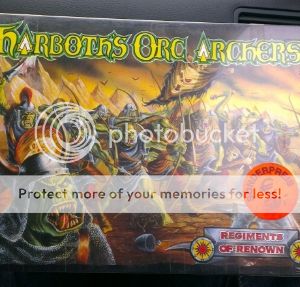 HARBOTH'S ORC ARCHERS
photobucket
Protect more of your memories for less!
REGIMENTS
OF RENOWN